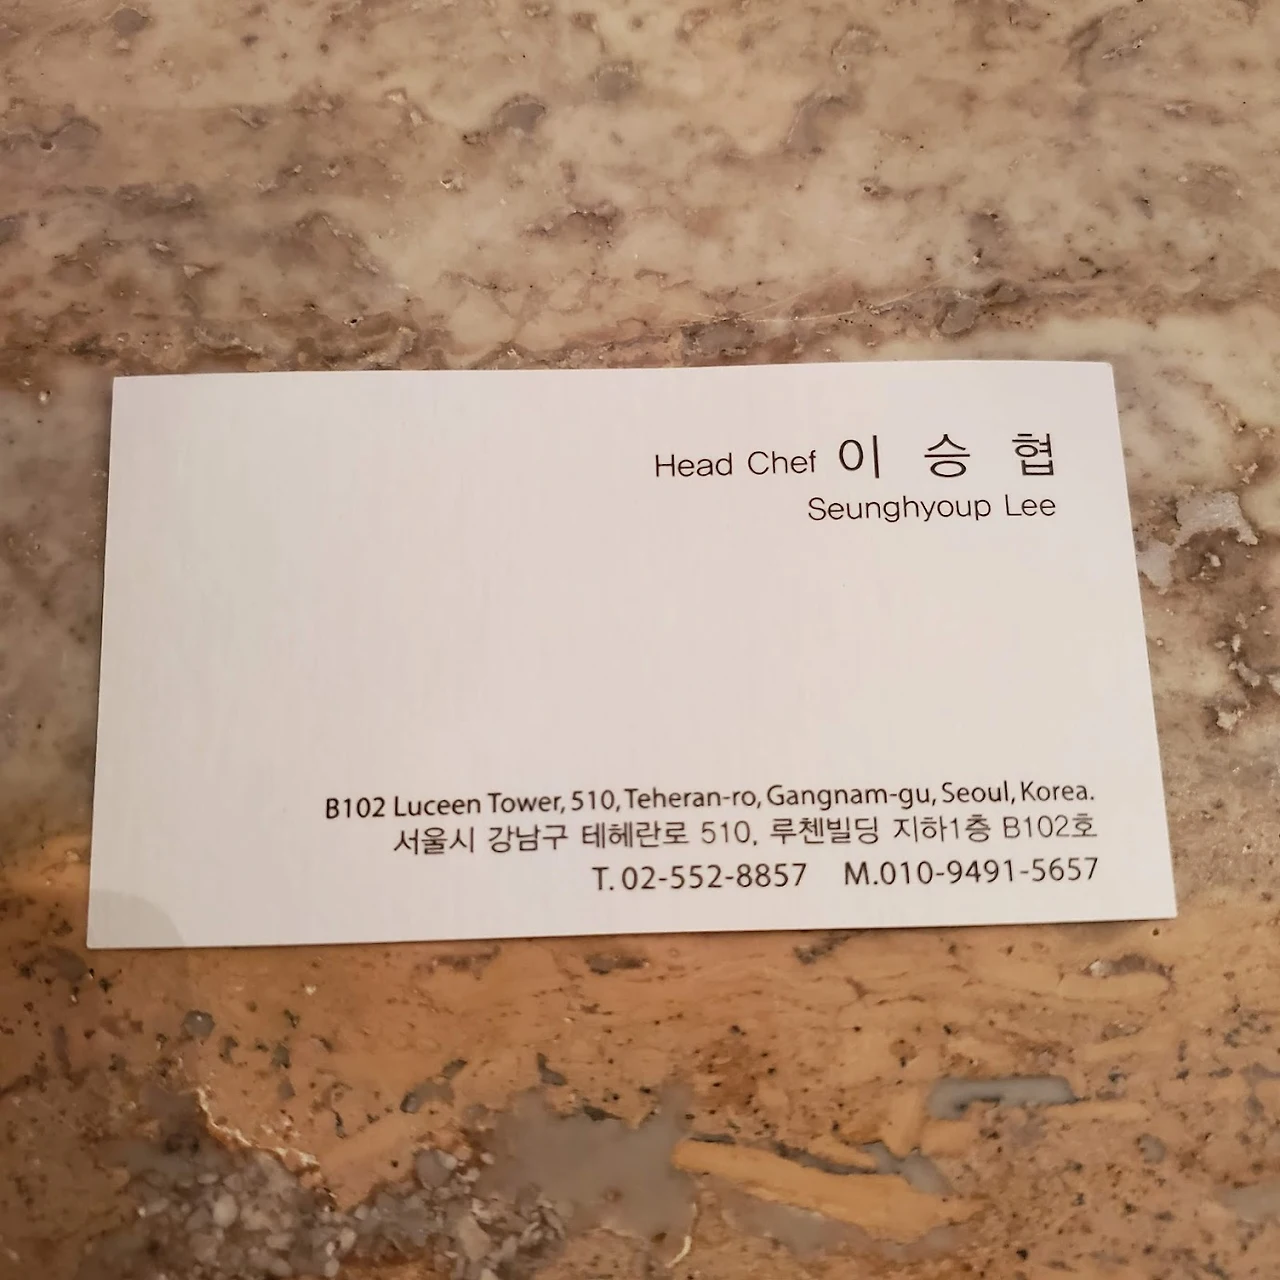 Head Chef 이 승 협
Seunghyoup Lee
B102 Luceen Tower, 510, Teheran-ro, Gangnam-gu, Seoul, Korea.
서울시 강남구 테헤란로 510, 루첸빌딩 지하1층 B102호
T. 02-552-8857 M.010-9491-5657